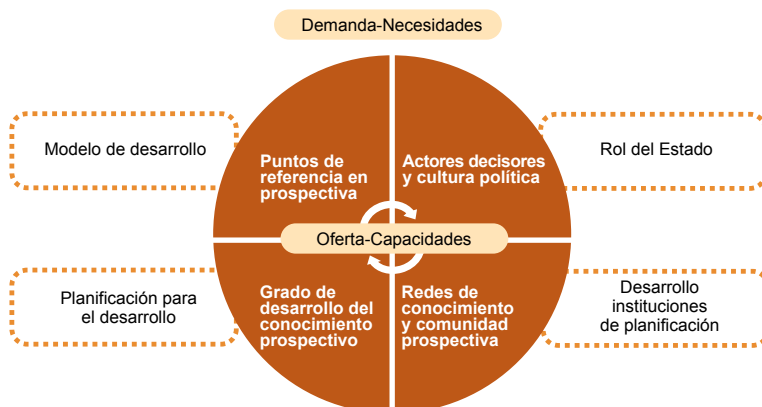 Demanda-Necesidades
Modelo de desarrollo
Puntos de
referencia en
prospectiva
Actores decisores
y cultura política
Rol del Estado
Oferta-Capacidades
Planificación para
el desarrollo
Grado de
desarrollo del
conocimiento
prospectivo
Redes de
conocimiento
y comunidad
prospectiva
Desarrollo
instituciones
de planificación